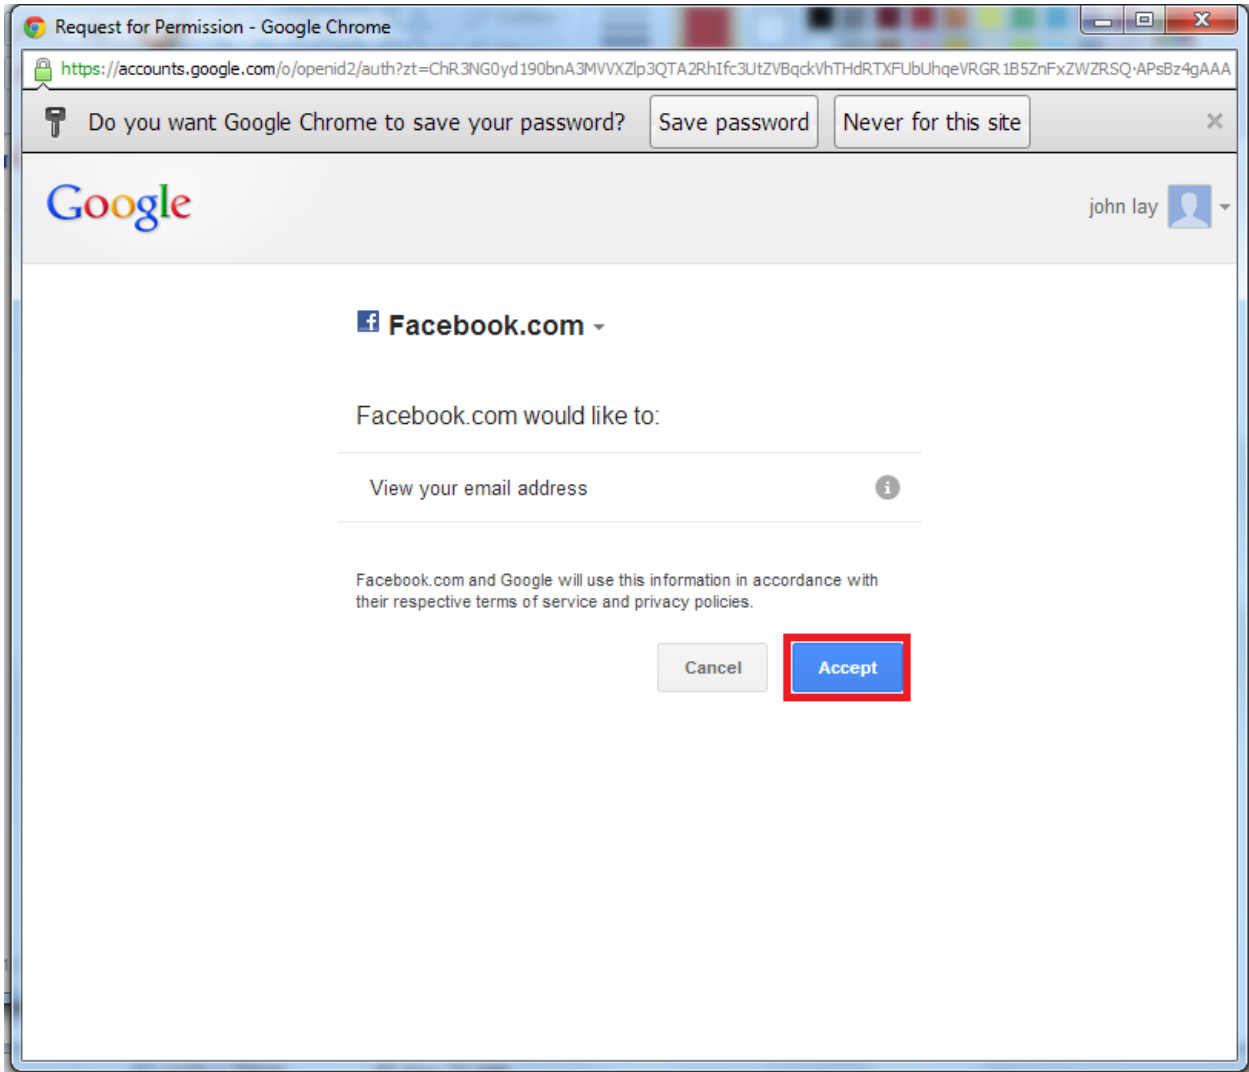 Request for Permission - Google Chrome
https://accounts.google.com/o/openid2/auth?zt=ChR3NG0yd190bnA3MVVXZlp3QTA2RhIfc3UtZVBqckVhTHdRTXFUbUhqeVRGR1B5ZnFxZWZRSQ·APsBz4gAAA
Do you want Google Chrome to save your password? Save password Never for this site
Google
john lay
Facebook.com
Facebook.com would like to:
View your email address
Facebook.com and Google will use this information in accordance with
their respective terms of service and privacy policies.
Cancel Accept